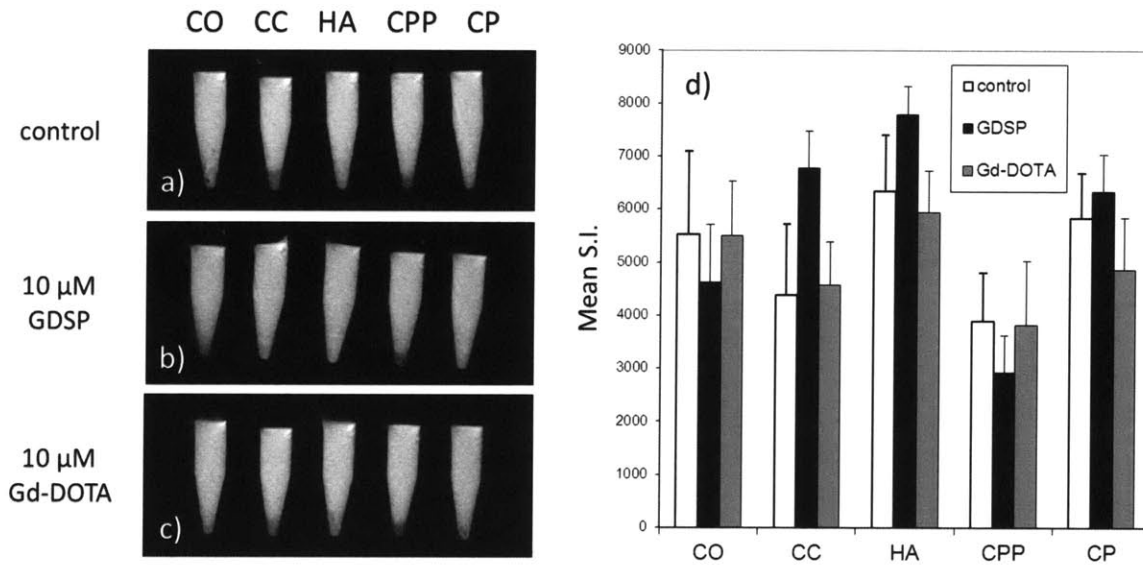 CO CC HA CPP CP
control
a)
10 μM
GDSP
b)
10 μM
Gd-DOTA
c)
d)
control
GDSP
Gd-DOTA
Mean S.I.
9000
8000
7000
6000
5000
4000
3000
2000
1000
0
CO CC HA CPP CP